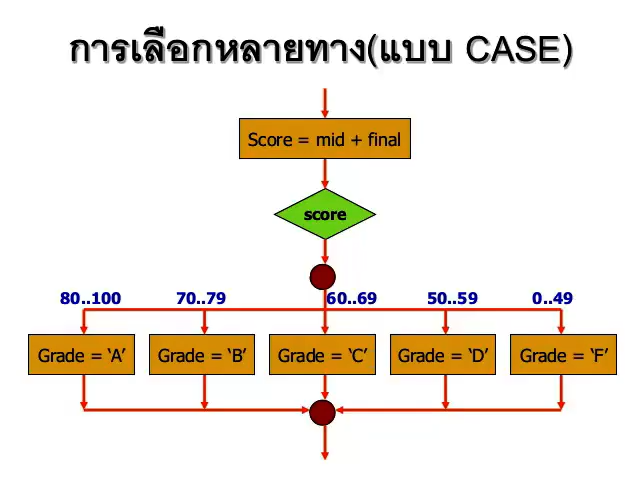 การเลือกหลายทาง(แบบ CASE)
Score = mid + final
score
80..100 70..79 60..69 50..59 0..49
Grade = ‘A’ Grade = ‘B’ Grade = ‘C’ Grade = ‘D’ Grade = ‘F’